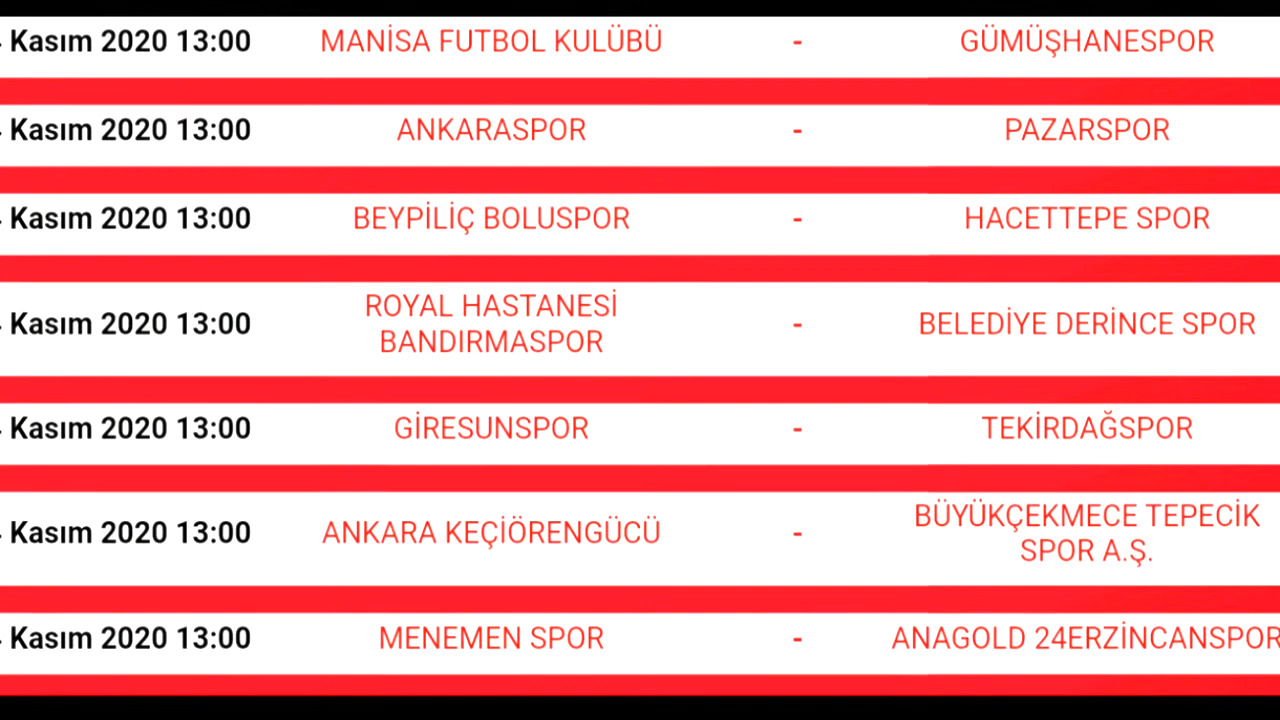 Kasım 2020 13:00 MANİSA FUTBOL KULÜBÜ - GÜMÜŞHANESPOR
Kasım 2020 13:00 ANKARASPOR - PAZARSPOR
Kasım 2020 13:00 BEYPİLİÇ BOLUSPOR - HACETTEPE SPOR
ROYAL HASTANESİ
Kasım 2020 13:00 - BELEDİYE DERİNCE SPOR
BANDIRMASPOR
Kasım 2020 13:00 GİRESUNSPOR - TEKİRDAĞSPOR
BÜYÜKÇEKMECE TEPECİK
Kasım 2020 13:00 ANKARA KEÇİÖRENGÜCÜ -
SPOR A.Ş.
Kasım 2020 13:00 MENEMEN SPOR - ANAGOLD 24ERZİNCANSPOR